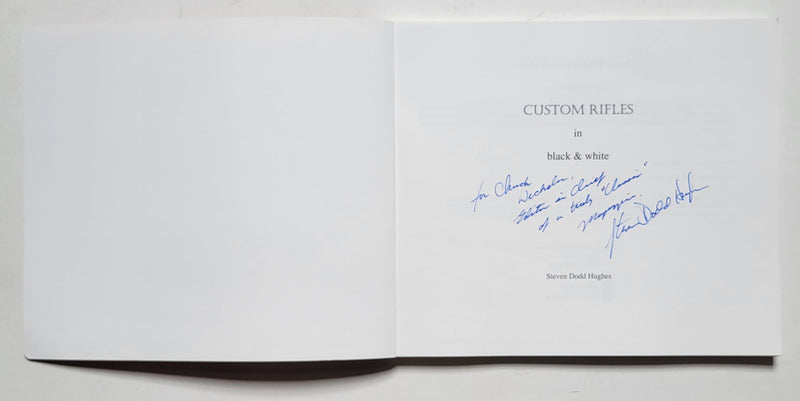 CUSTOM RIFLES
in
black & white
for Chuck
Wechsler,
Editor in Chief
of a truly "Classic"
Magazine.
Steven Dodd Hughes
Steven Dodd Hughes